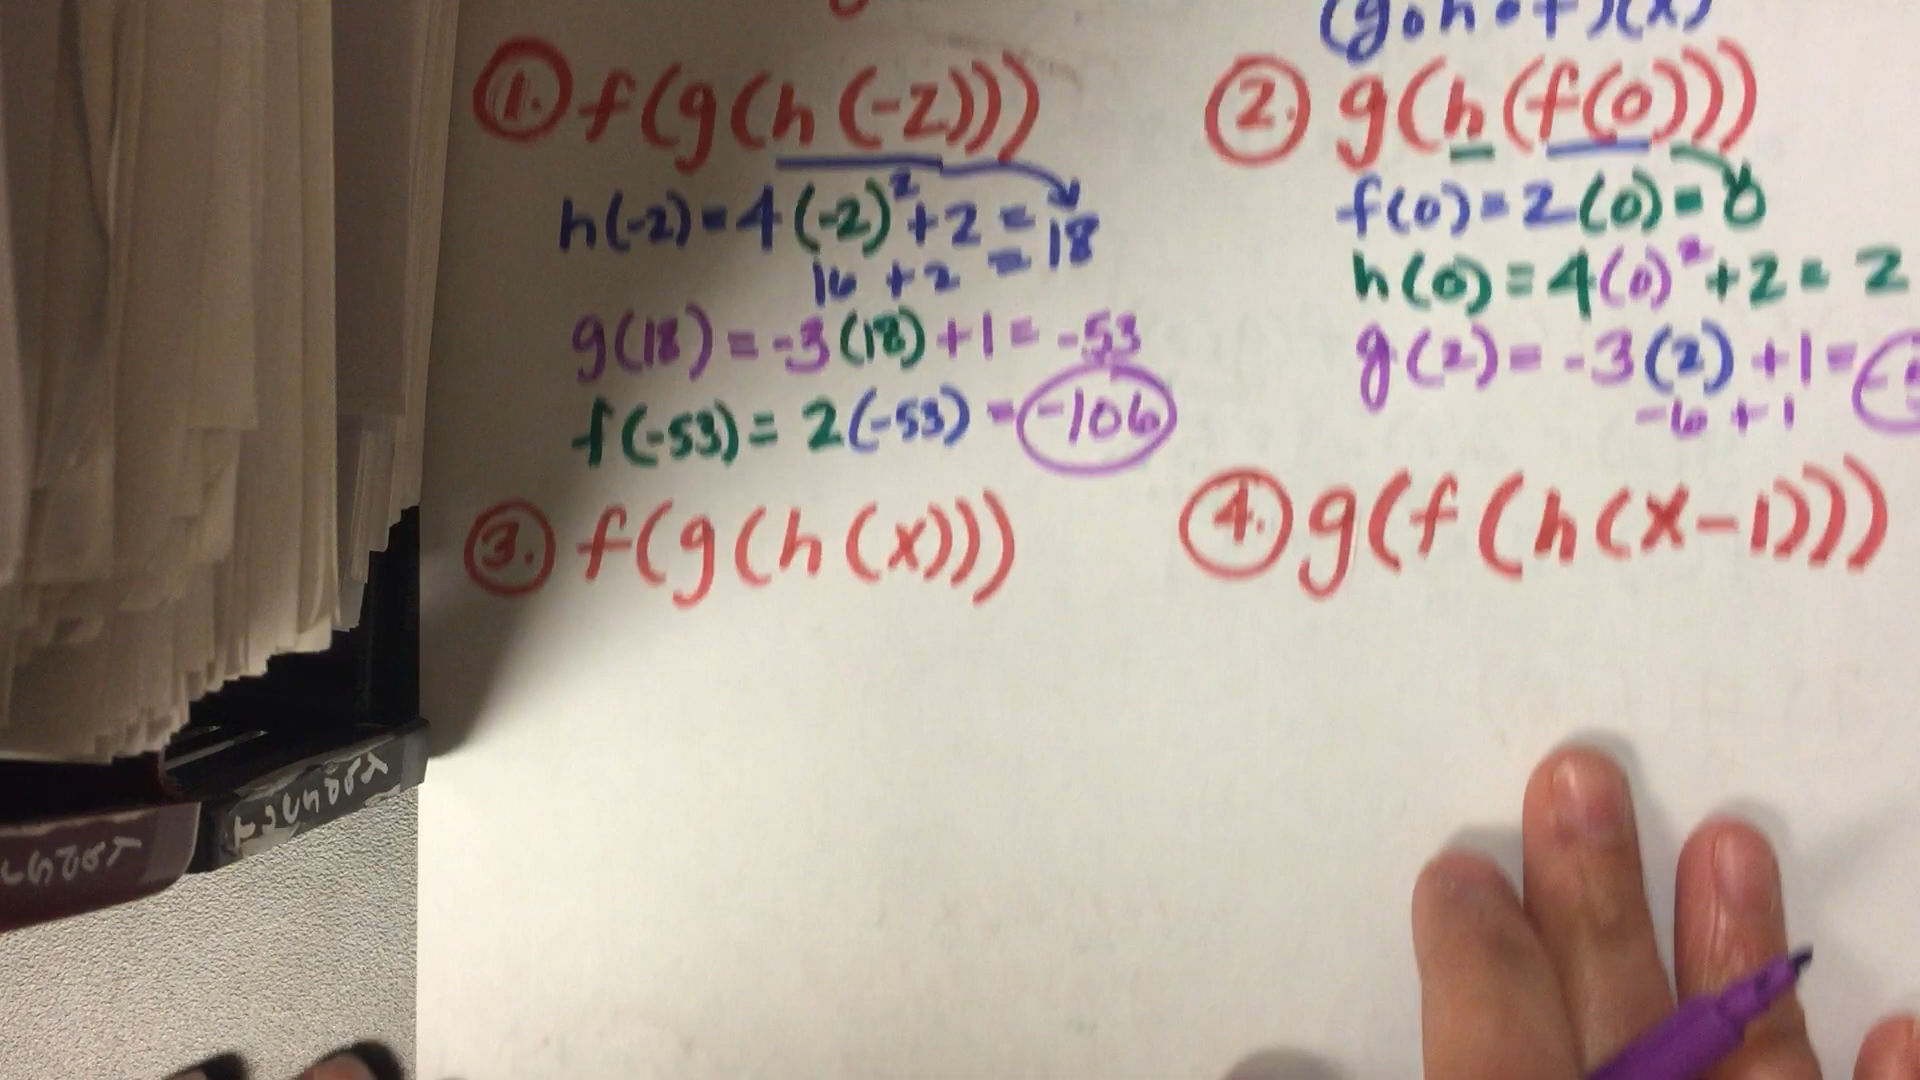 (g∘h∘f)(x)
1. f(g(h(-2)))
h(-2) = 4(-2)²+2 = 18
16 + 2 = 18
g(18) = -3(18)+1 = -53
f(-53) = 2(-53) = -106
2. g(h(f(0)))
f(0) = 2(0) = 0
h(0) = 4(0)²+2 = 2
g(2) = -3(2) +1 =
-6 + 1
3. f(g(h(x)))
4. g(f(h(x-1)))